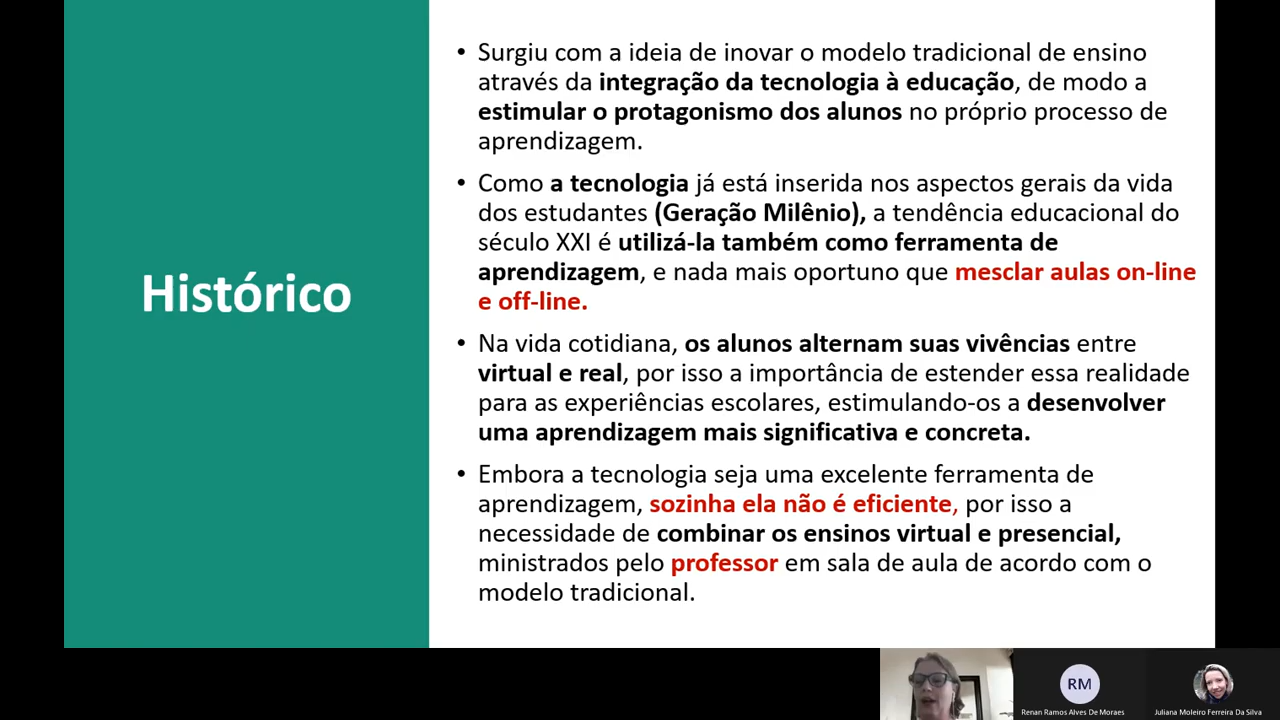 Histórico
• Surgiu com a ideia de inovar o modelo tradicional de ensino
através da integração da tecnologia à educação, de modo a
estimular o protagonismo dos alunos no próprio processo de
aprendizagem.
• Como a tecnologia já está inserida nos aspectos gerais da vida
dos estudantes (Geração Milênio), a tendência educacional do
século XXI é utilizá-la também como ferramenta de
aprendizagem, e nada mais oportuno que mesclar aulas on-line
e off-line.
• Na vida cotidiana, os alunos alternam suas vivências entre
virtual e real, por isso a importância de estender essa realidade
para as experiências escolares, estimulando-os a desenvolver
uma aprendizagem mais significativa e concreta.
• Embora a tecnologia seja uma excelente ferramenta de
aprendizagem, sozinha ela não é eficiente, por isso a
necessidade de combinar os ensinos virtual e presencial,
ministrados pelo professor em sala de aula de acordo com o
modelo tradicional.
RM
Renan Ramos Alves De Moraes
Juliana Moleiro Ferreira Da Silva